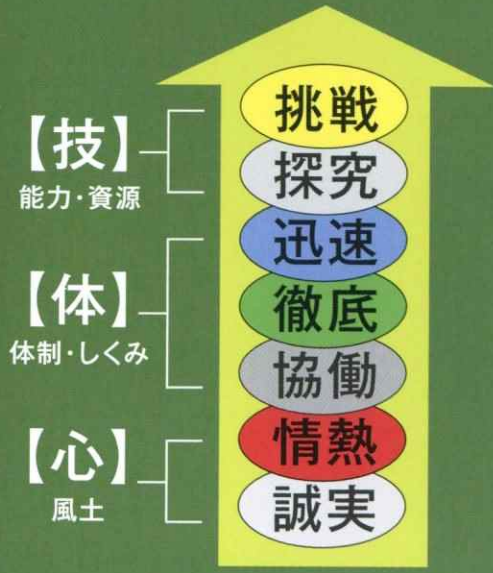 【技】
能力・資源
挑戦
探究
【体】
体制・しくみ
迅速
徹底
協働
【心】
風土
情熱
誠実